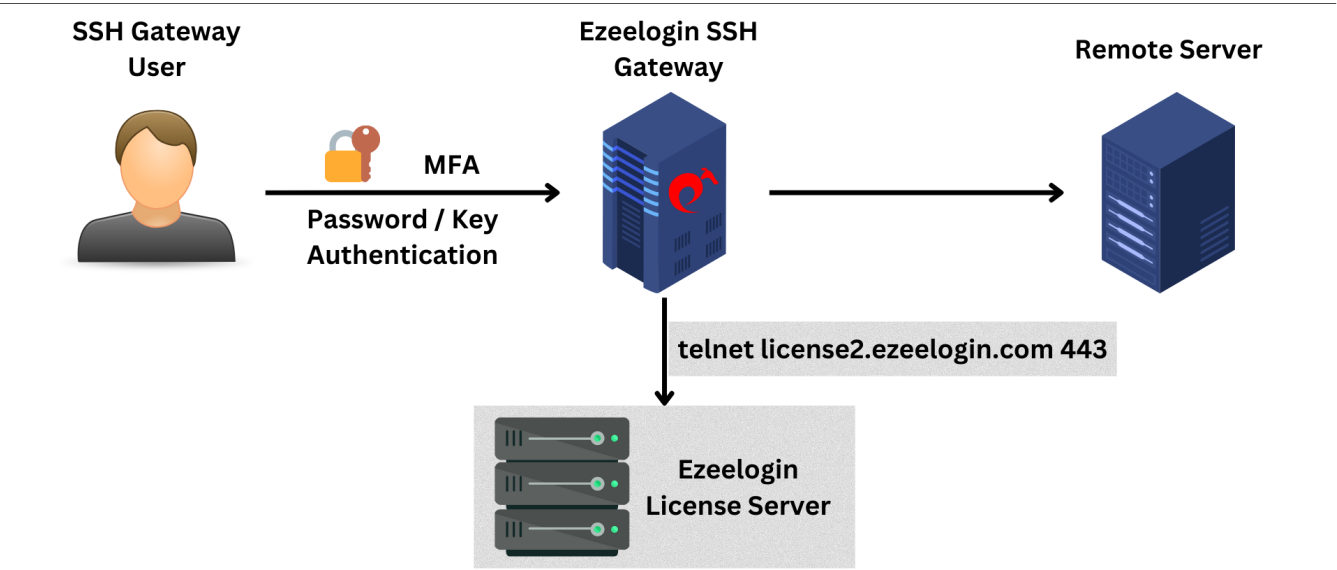 SSH Gateway
User
Ezeelogin SSH
Gateway
Remote Server
MFA
Password / Key
Authentication
telnet license2.ezeelogin.com 443
Ezeelogin
License Server